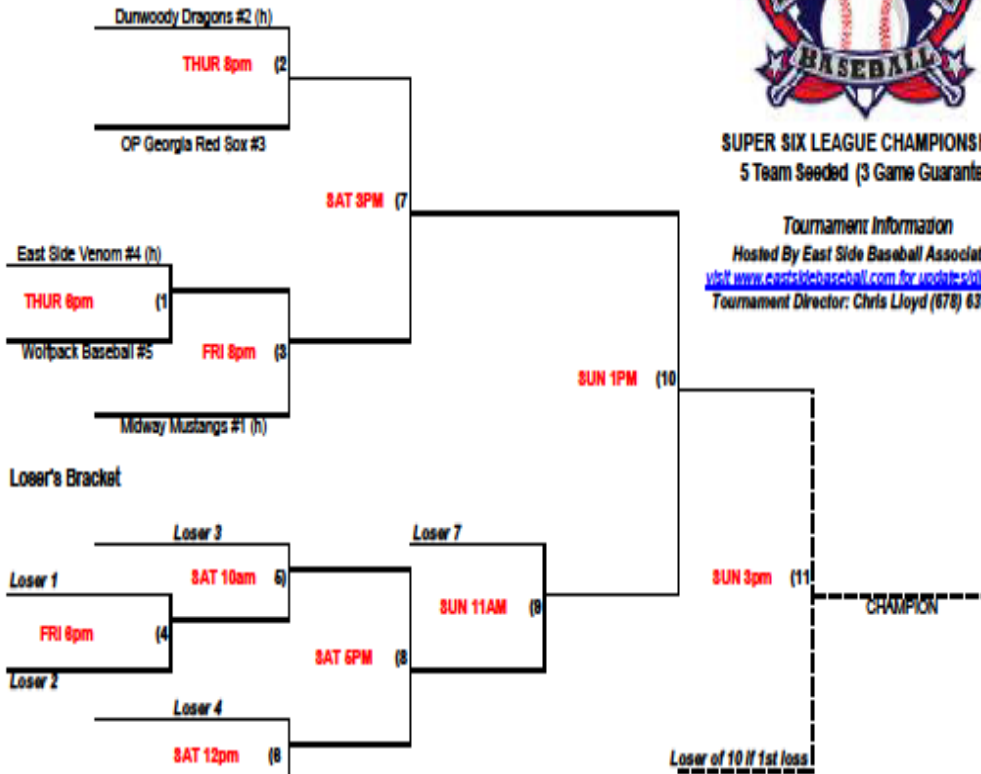 Dunwoody Dragons #2 (h)
THUR 8pm (2
OP Georgia Red Sox #3
BASEBALL
SUPER SIX LEAGUE CHAMPIONS
5 Team Seeded (3 Game Guarante
Tournament Information
Hosted By East Side Baseball Associat
visit www.eastsidebaseball.com for updates/di
Tournament Director: Chris Lloyd (678) 63
SAT 3PM (7
East Side Venom #4 (h)
THUR 6pm (1
Wolfpack Baseball #5
FRI 8pm (3
Midway Mustangs #1 (h)
SUN 1PM (10
Loser's Bracket
Loser 3
SAT 10am 5)
Loser 1
FRI 6pm (4
Loser 2
Loser 4
SAT 12pm (6
SAT 5PM (8
Loser 7
SUN 11AM (9
SUN 3pm (11
CHAMPION
Loser of 10 if 1st loss